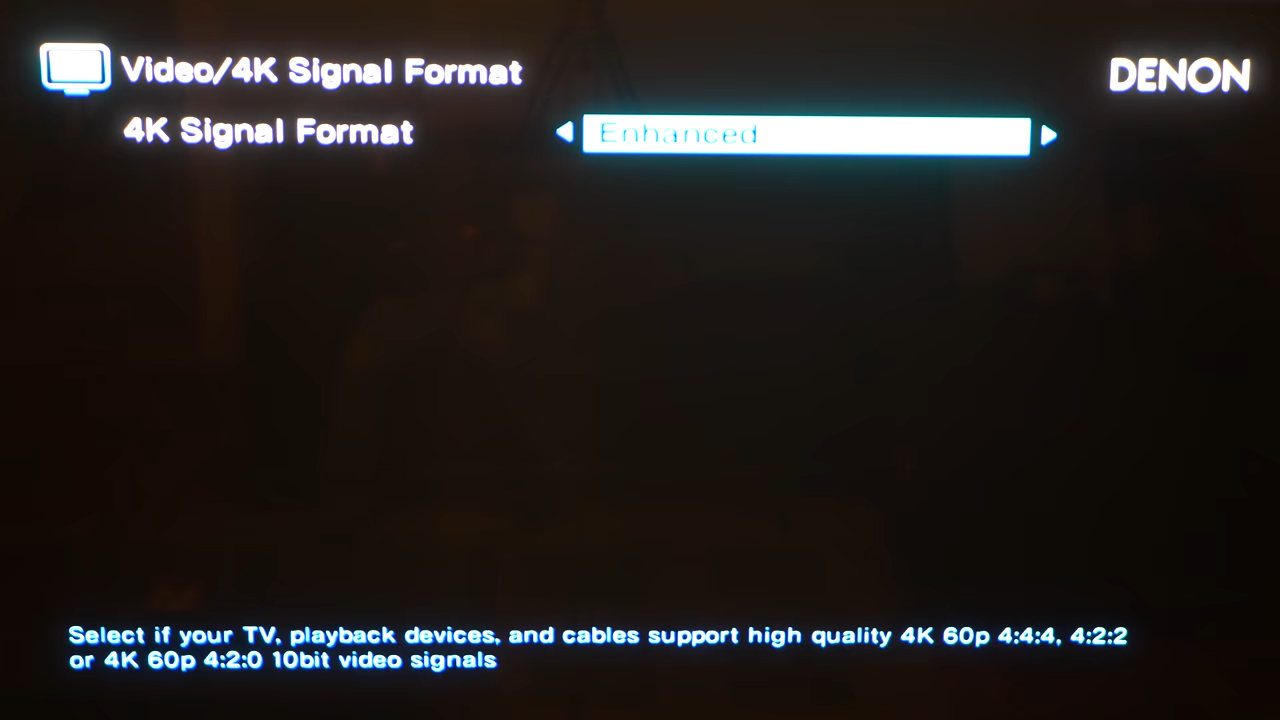 Video/4K Signal Format
DENON
4K Signal Format
Enhanced
Select if your TV, playback devices, and cables support high quality 4K 60p 4:4:4, 4:2:2
or 4K 60p 4:2:0 10bit video signals